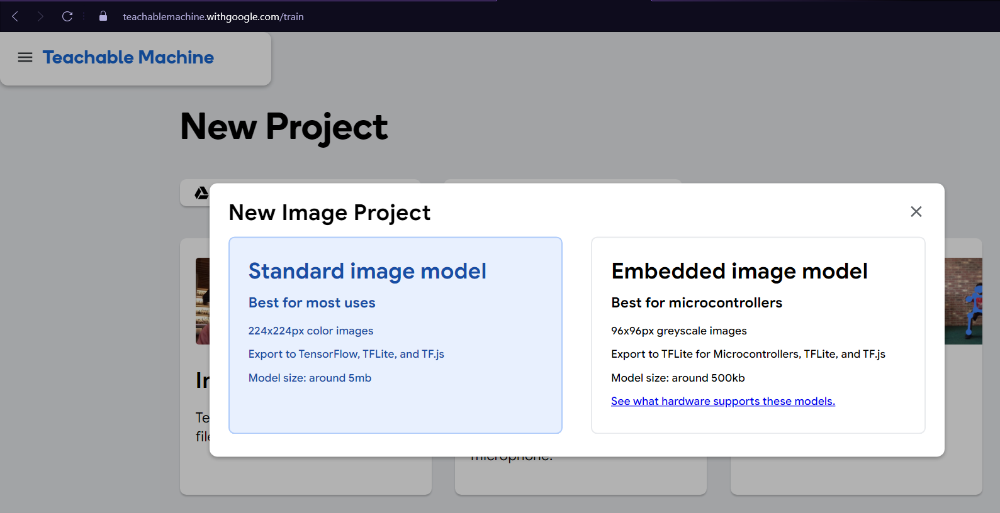 teachablemachine.withgoogle.com/train
Teachable Machine
New Project
New Image Project
Standard image model
Best for most uses
224x224px color images
Export to TensorFlow, TFLite, and TF.js
Model size: around 5mb
Embedded image model
Best for microcontrollers
96x96px greyscale images
Export to TFLite for Microcontrollers, TFLite, and TF.js
Model size: around 500kb
See what hardware supports these models.
microphone.